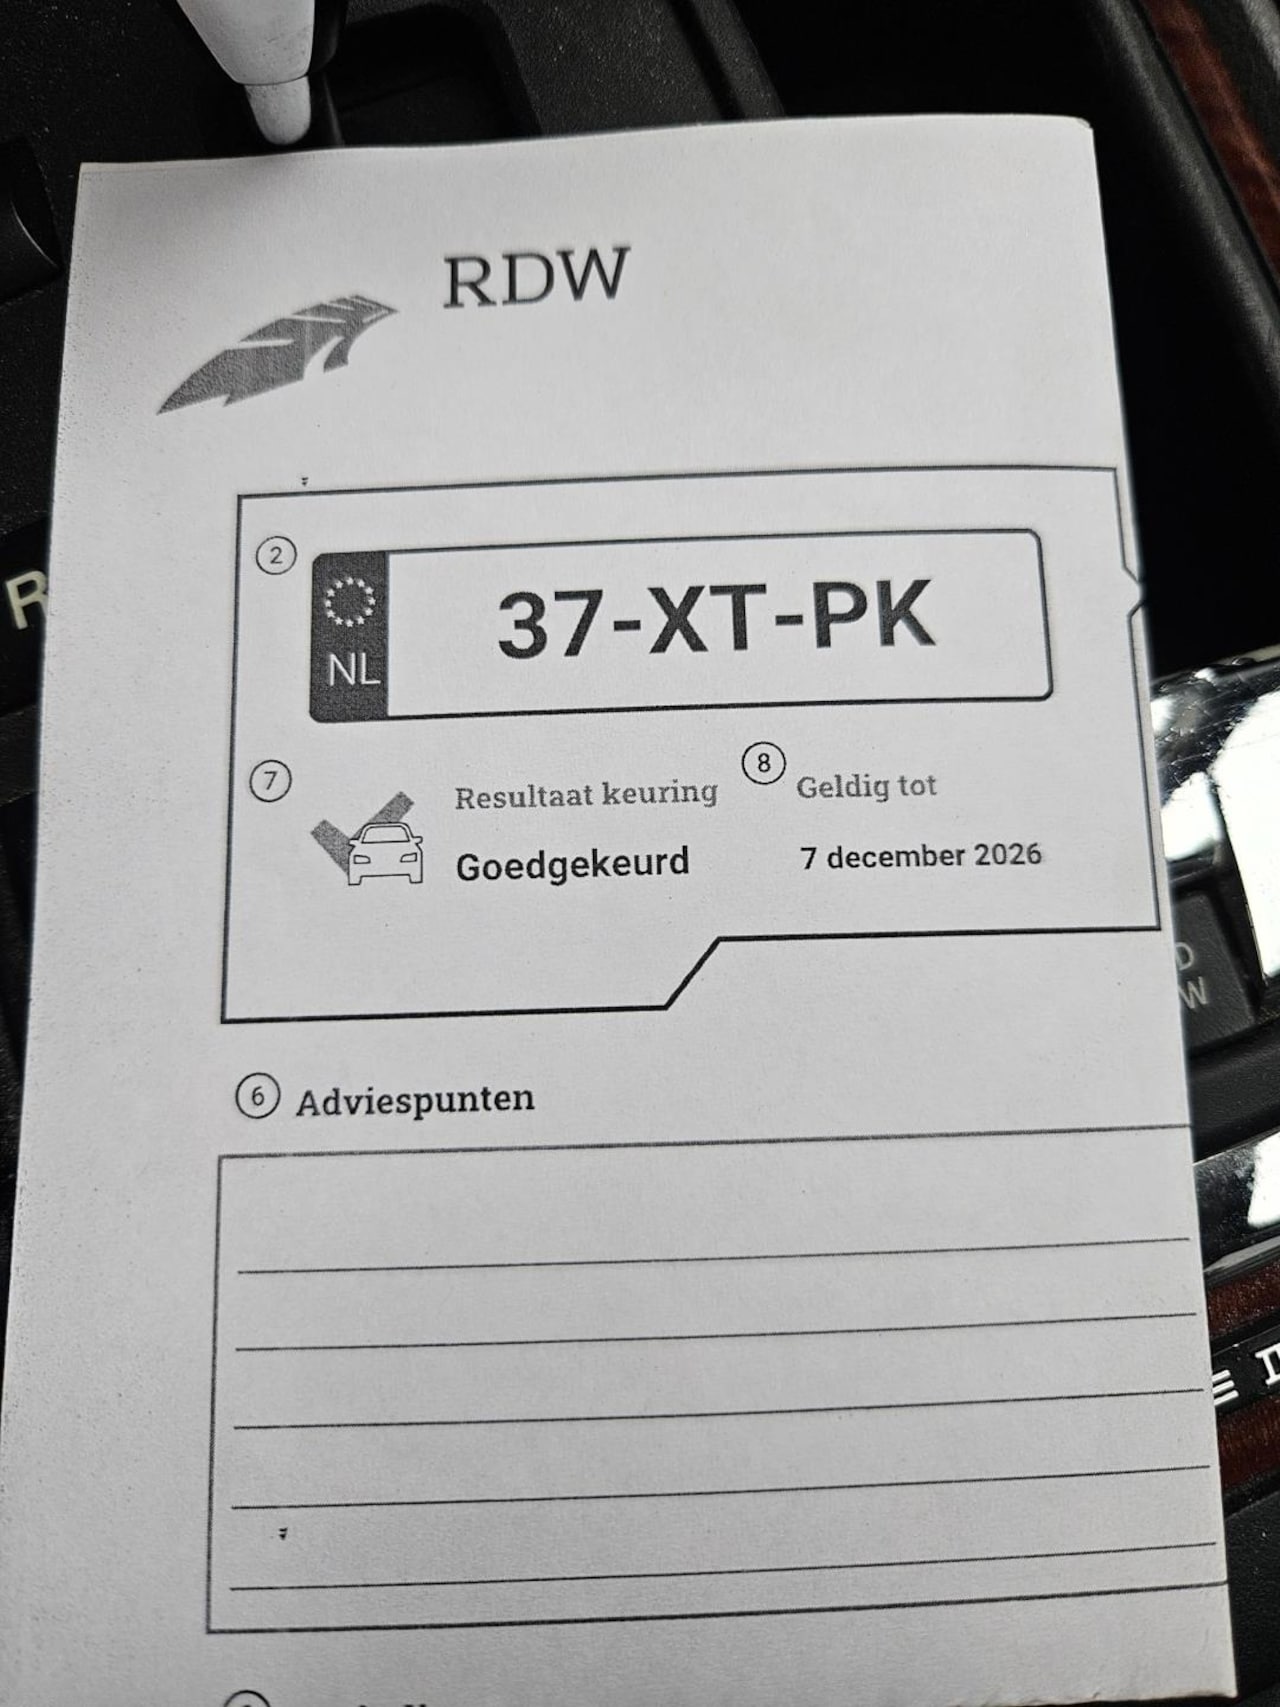 RDW
2
NL
37-XT-PK
7
Resultaat keuring
8
Geldig tot
Goedgekeurd
7 december 2026
6 Adviespunten
R
D
W